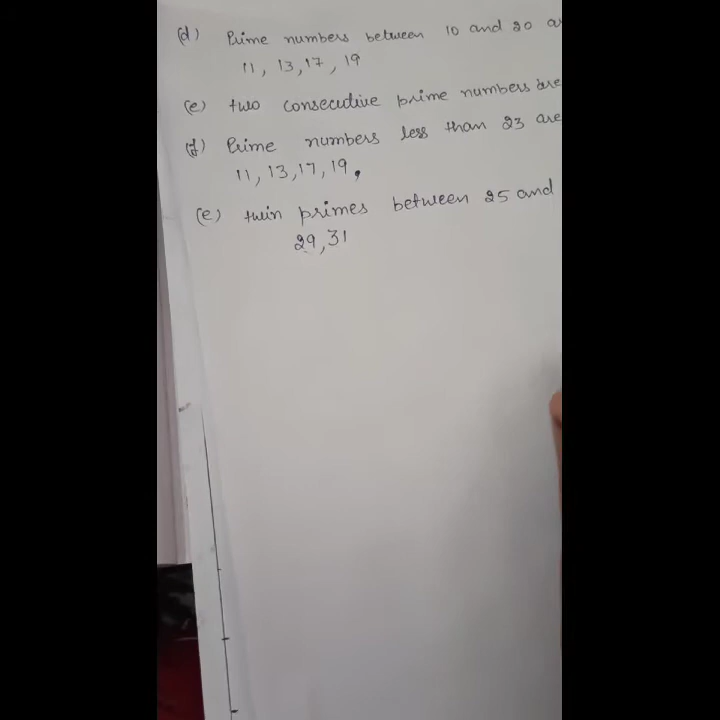 (d) Prime numbers between 10 and 20 a
11, 13, 17, 19
(e) two consecutive prime numbers are
(f) Prime numbers less than 23 are
11, 13, 17, 19,
(e) twin primes between 25 and
29, 31